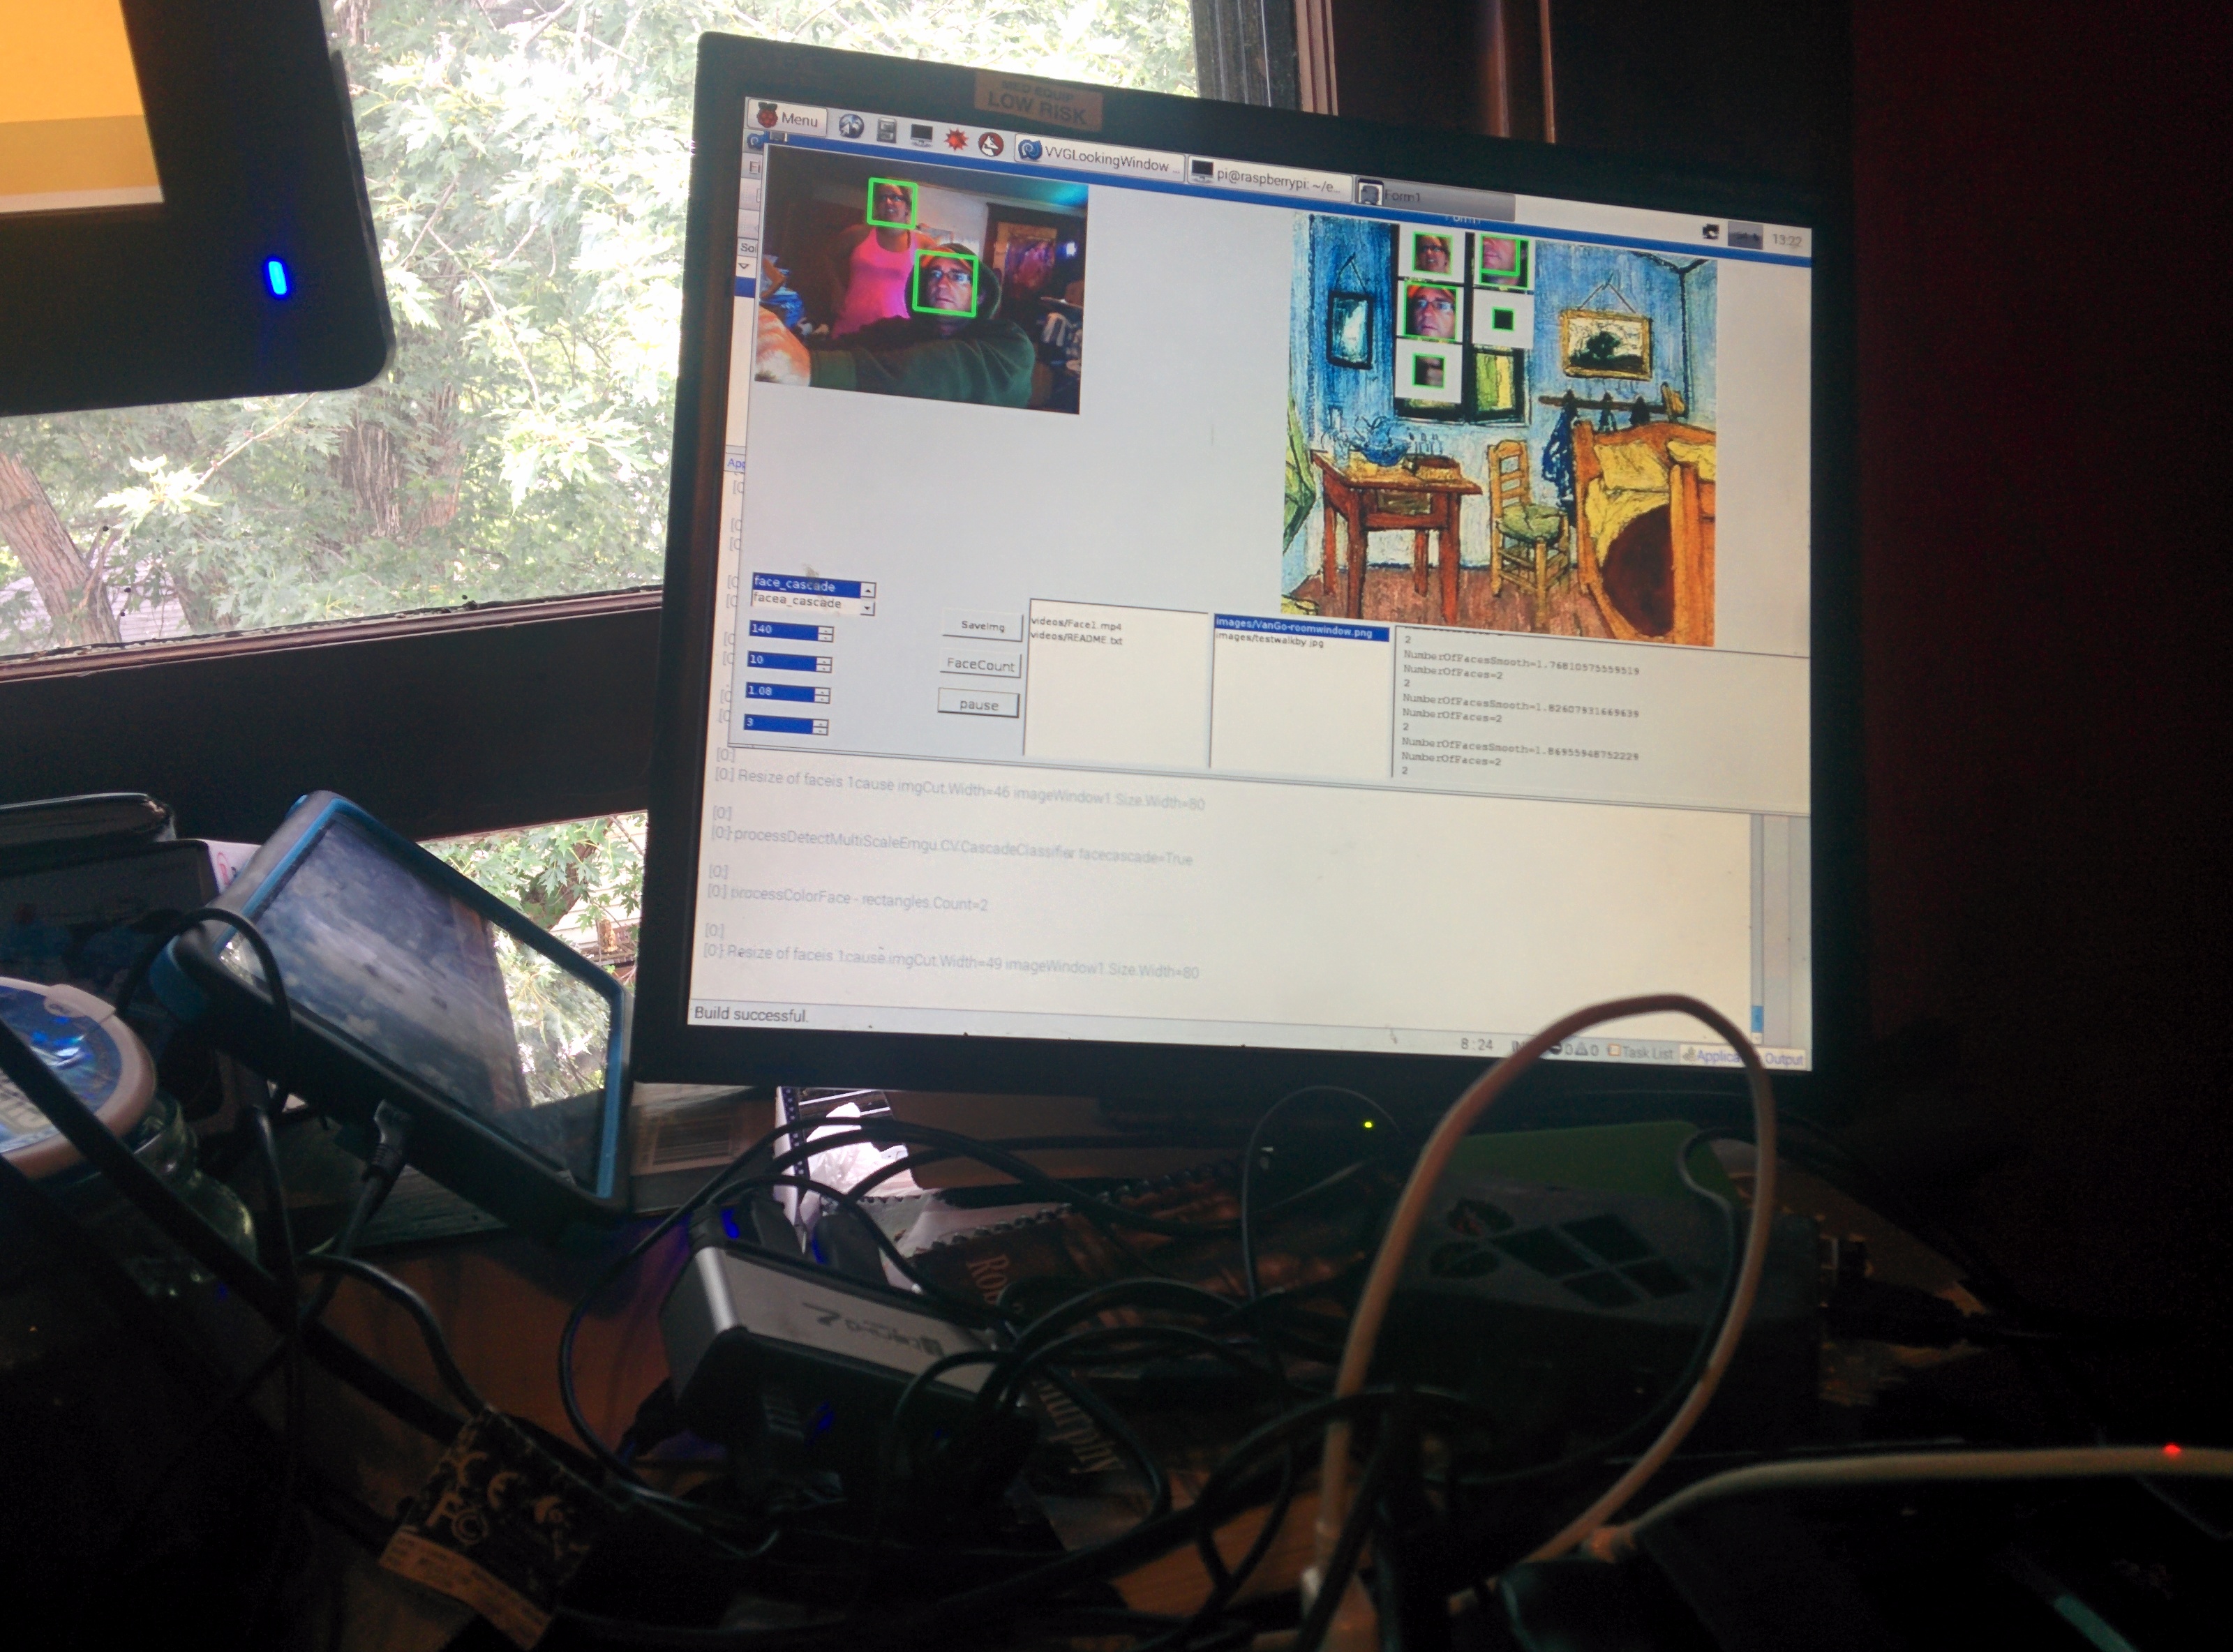 MED EQUIP
LOW RISK
Menu
VVGLookingWindow ...
pi@raspberrypi: ~/e...
Form1
13:22
face_cascade
facea_cascade
140
10
1.08
3
SaveImg
FaceCount
pause
videos/Face1.mp4
videos/README.txt
images/VanGo-roomwindow.png
images/testwalkby.jpg
2
NumberOfFacesSmooth=1.76810575559519
NumberOfFaces=2
2
NumberOfFacesSmooth=1.82607931669639
NumberOfFaces=2
2
NumberOfFacesSmooth=1.86955948752229
NumberOfFaces=2
2
[0:]
[0:] Resize of faceis 1cause imgCut.Width=46 imageWindow1.Size.Width=80
[0:]
[0:] processDetectMultiScaleEmgu.CV.CascadeClassifier facecascade=True
[0:]
[0:] processColorFace - rectangles.Count=2
[0:]
[0:] Resize of faceis 1cause imgCut.Width=49 imageWindow1.Size.Width=80
Build successful.
8 : 24
Task List
Output
FC
CE